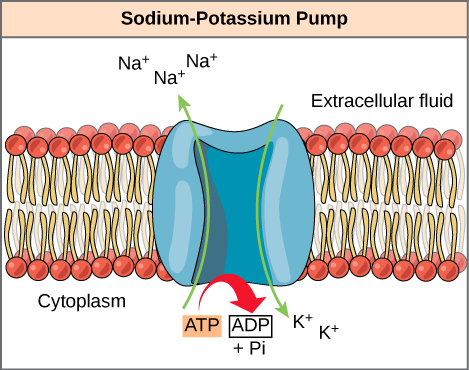 Sodium-Potassium Pump
Na⁺
Na⁺
Na⁺
Extracellular fluid
Cytoplasm
ATP
ADP
+ Pi
K⁺
K⁺